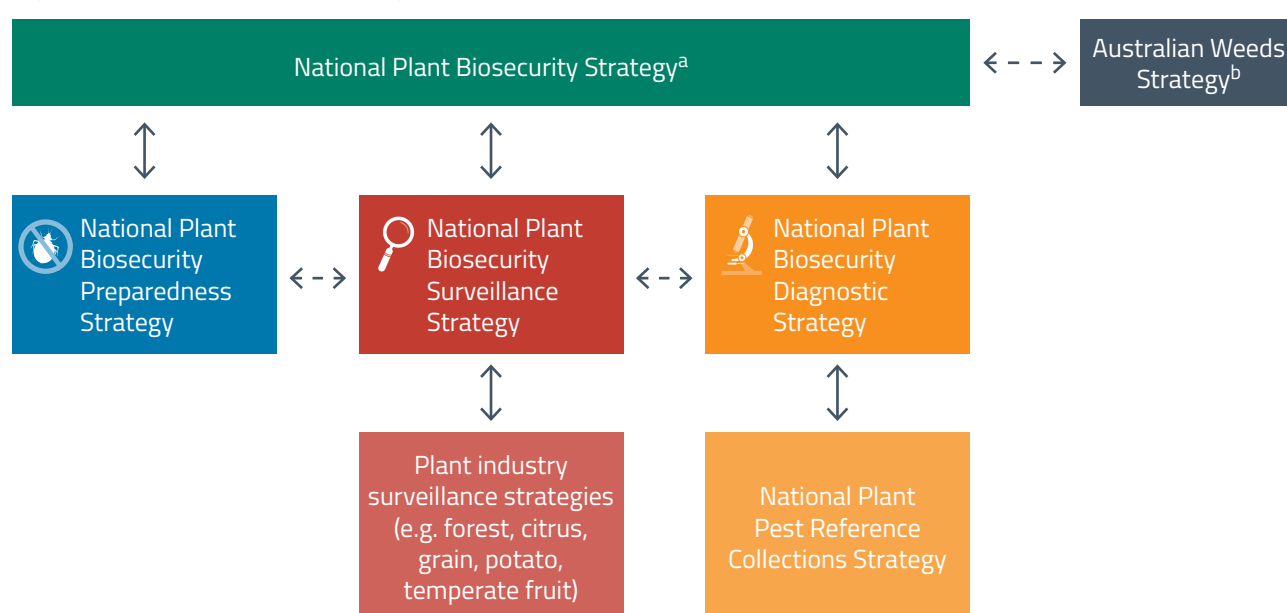 National Plant Biosecurity Strategyᵃ
Australian Weeds
Strategyᵇ
National Plant
Biosecurity
Preparedness
Strategy
National Plant
Biosecurity
Surveillance
Strategy
National Plant
Biosecurity
Diagnostic
Strategy
Plant industry
surveillance strategies
(e.g. forest, citrus,
grain, potato,
temperate fruit)
National Plant
Pest Reference
Collections Strategy